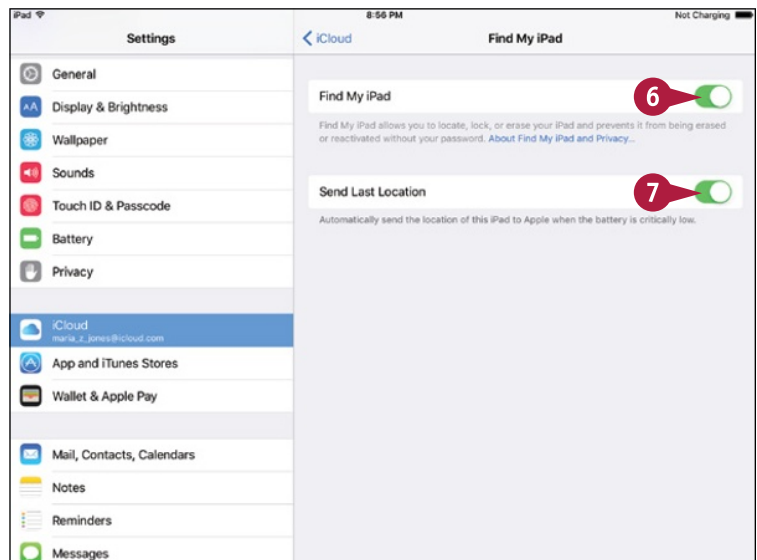 iPad 8:56 PM Not Charging
Settings
iCloud Find My iPad
General
AA Display & Brightness
Wallpaper
Sounds
Touch ID & Passcode
Battery
Privacy
iCloud
maria_z_jones@icloud.com
App and iTunes Stores
Wallet & Apple Pay
Mail, Contacts, Calendars
Notes
Reminders
Messages
Find My iPad 6
Find My iPad allows you to locate, lock, or erase your iPad and prevents it from being erased
or reactivated without your password. About Find My iPad and Privacy...
Send Last Location 7
Automatically send the location of this iPad to Apple when the battery is critically low.